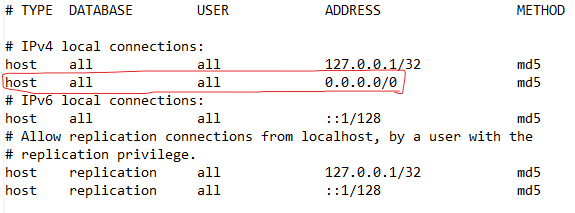 # TYPE  DATABASE        USER            ADDRESS                 METHOD
# IPv4 local connections:
host    all             all             127.0.0.1/32            md5
host    all             all             0.0.0.0/0               md5
# IPv6 local connections:
host    all             all             ::1/128                 md5
# Allow replication connections from localhost, by a user with the
# replication privilege.
host    replication     all             127.0.0.1/32            md5
host    replication     all             ::1/128                 md5